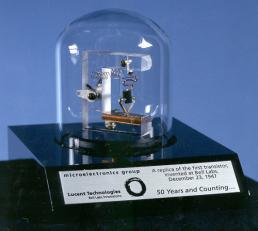 microelectronics group
Lucent Technologies
Bell Labs Innovations
A replica of the first transistor,
invented at Bell Labs,
December 23, 1947
50 Years and Counting...